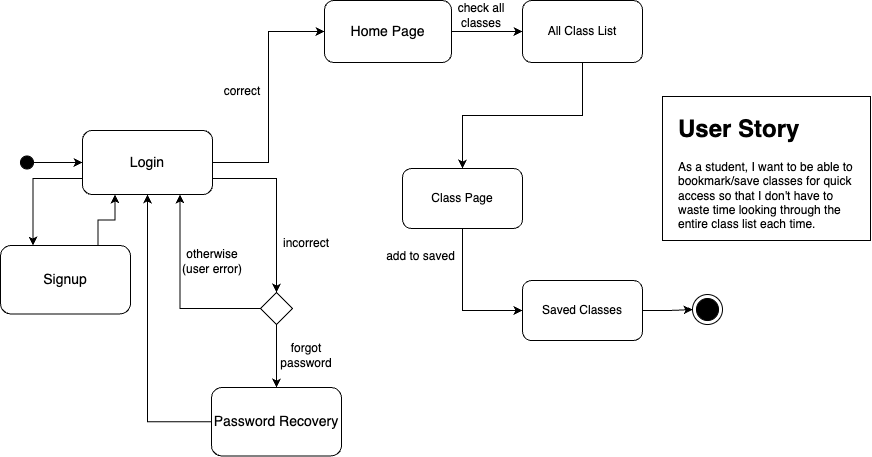 check all
classes
Home Page
All Class List
correct
User Story
As a student, I want to be able to
bookmark/save classes for quick
access so that I don't have to
waste time looking through the
entire class list each time.
Login
Class Page
incorrect
otherwise
(user error)
add to saved
Signup
Saved Classes
forgot
password
Password Recovery